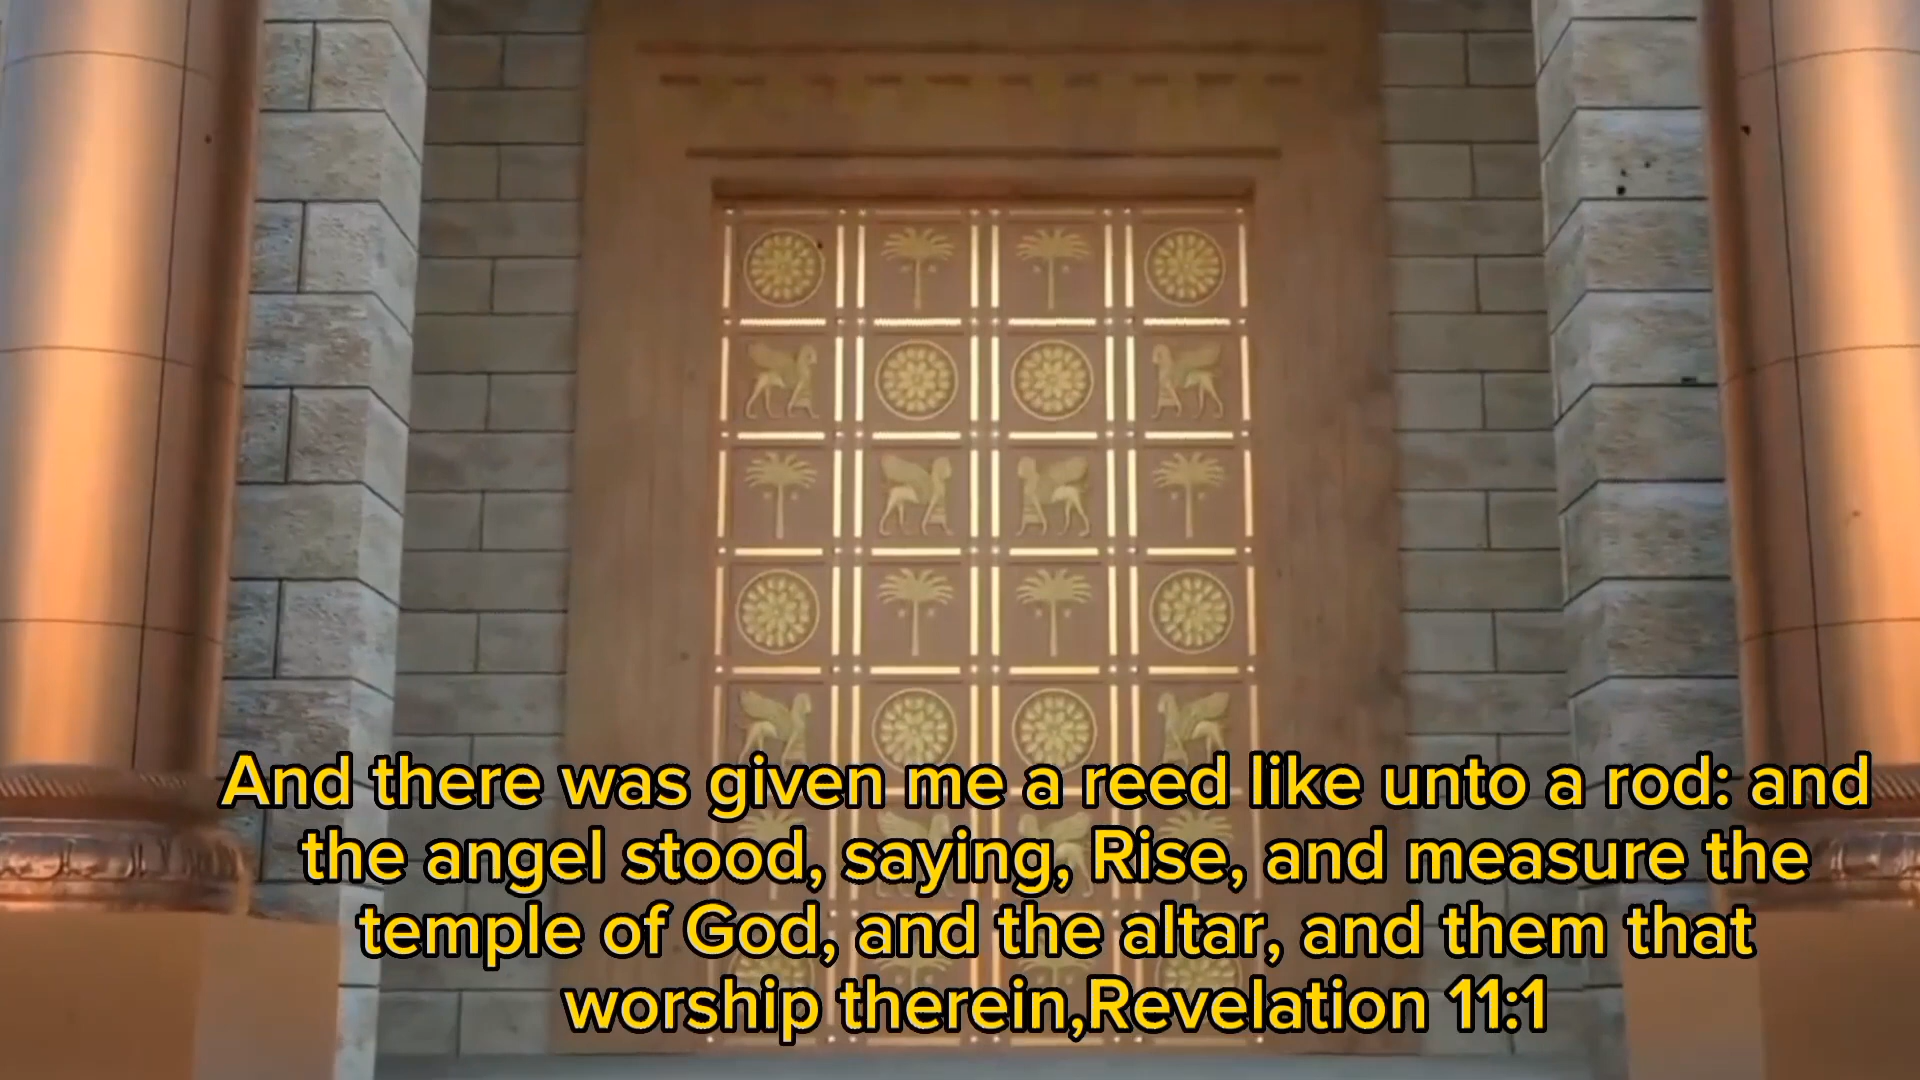 And there was given me a reed like unto a rod: and
the angel stood, saying, Rise, and measure the
temple of God, and the altar, and them that
worship therein,Revelation 11:1